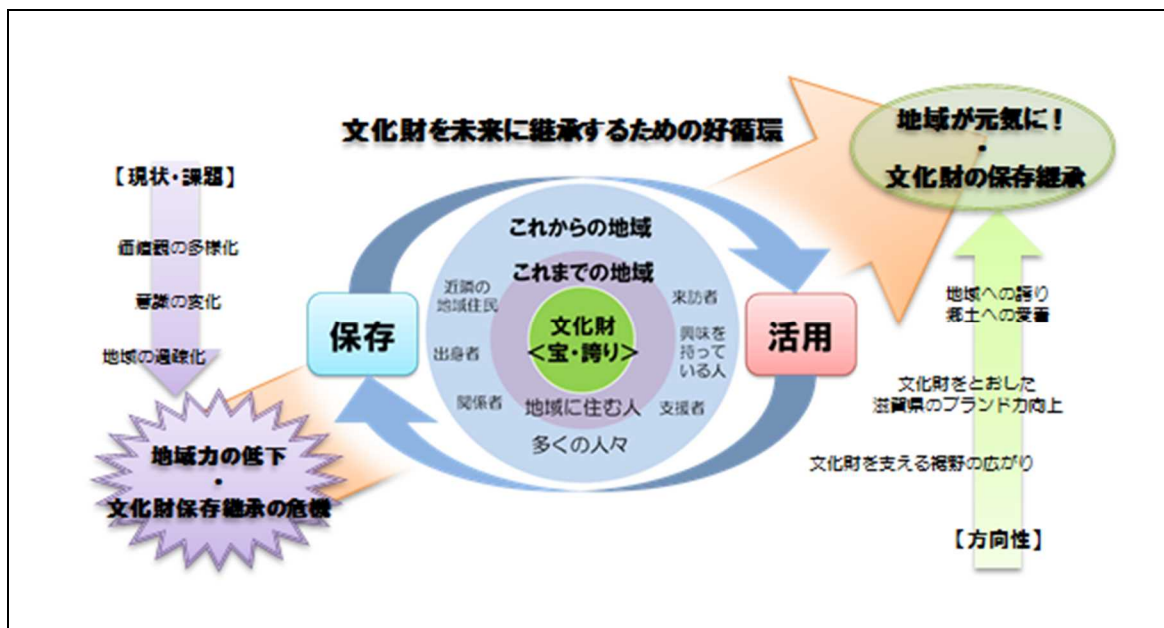 文化財を未来に継承するための好循環
地域が元気に!
・
文化財の保存継承
【現状・課題】
価値観の多様化
意識の変化
地域の過疎化
地域力の低下
・
文化財保存継承の危機
保存
これからの地域
これまでの地域
近隣の
地域住民
出身者
関係者
文化財
<宝・誇り>
地域に住む人
多くの人々
来訪者
興味を
持って
いる人
支援者
活用
地域への誇り
郷土への愛着
文化財をとおした
滋賀県のブランド力向上
文化財を支える裾野の広がり
【方向性】